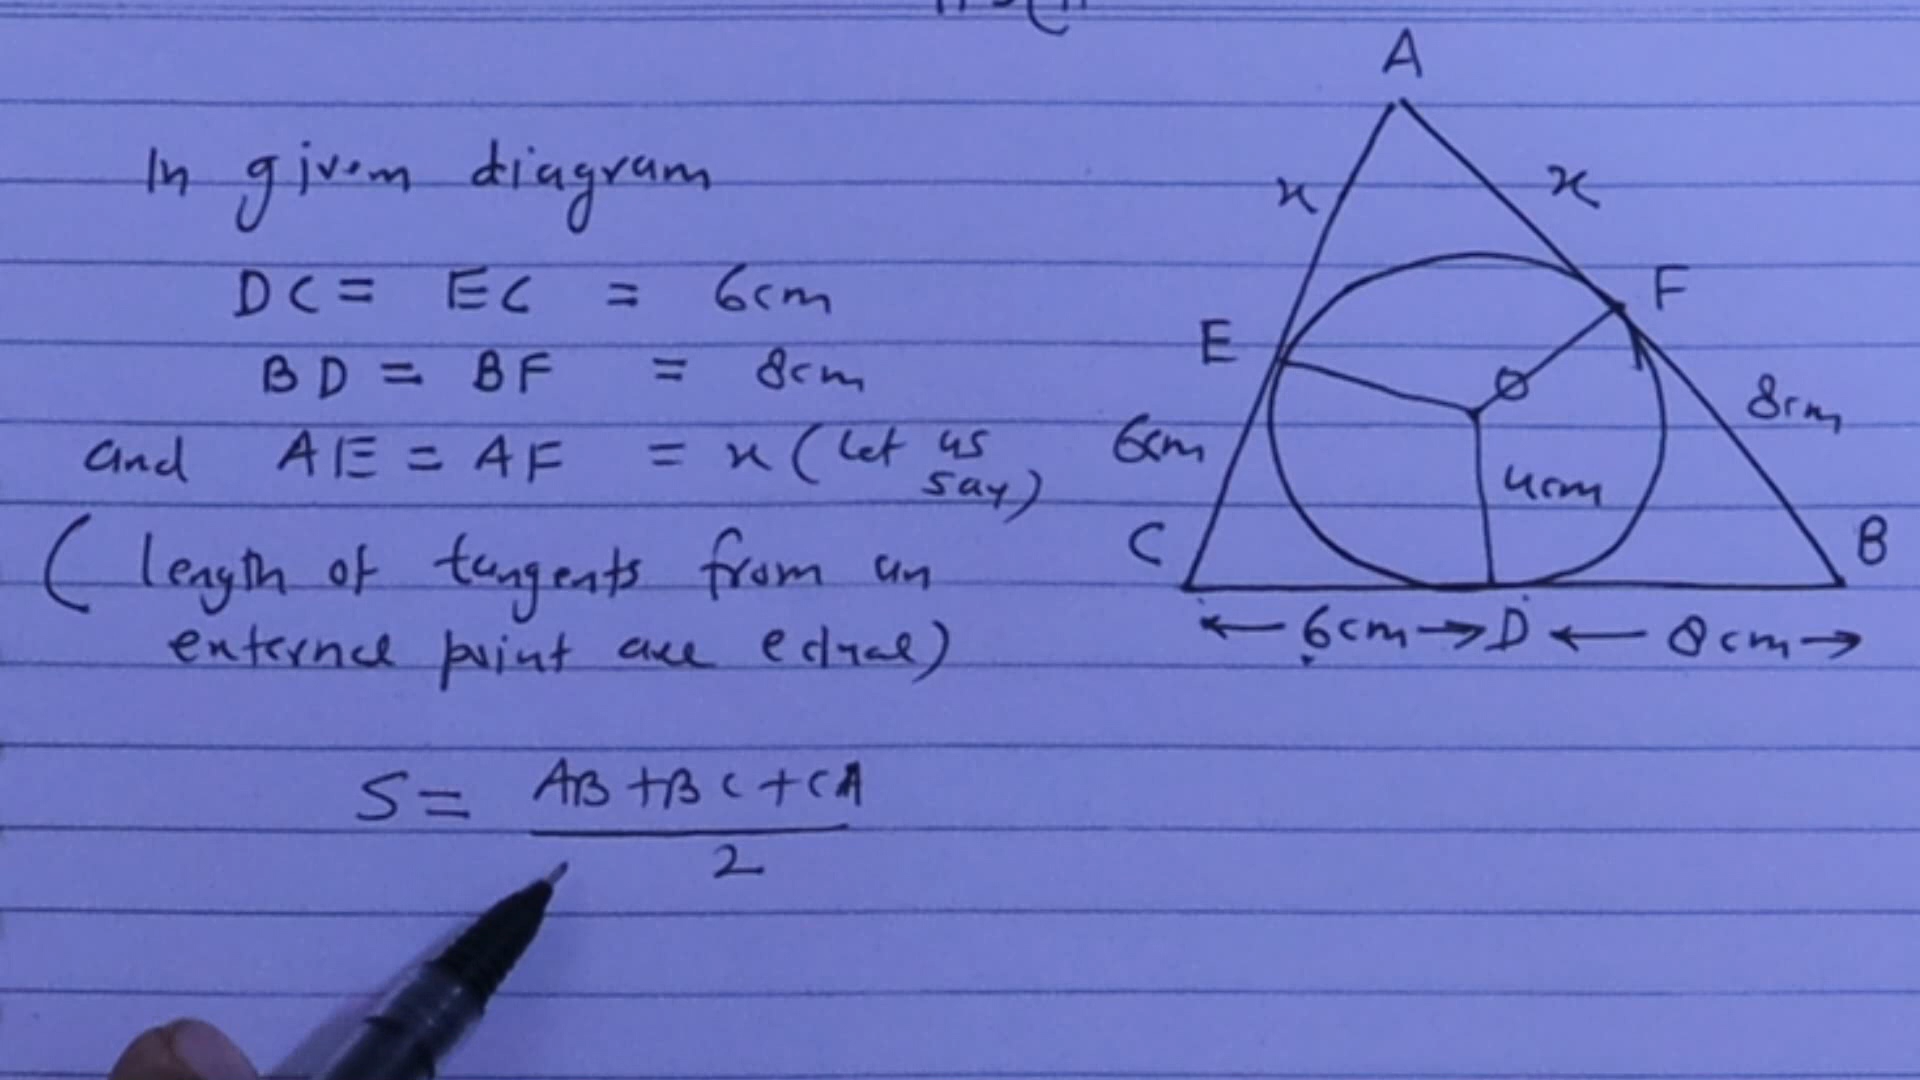 In given diagram
DC = EC = 6cm
BD = BF = 8cm
and AE = AF = x (let us say)
( length of tangents from an
external point are equal)
S = AB + BC + CA
2
A
x
x
F
E
O
8cm
6cm
4cm
C
B
6cm
D
8cm